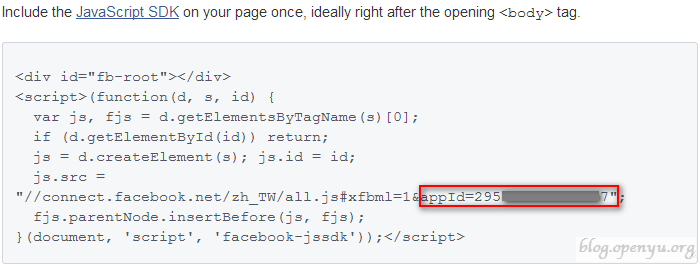 Include the JavaScript SDK on your page once, ideally right after the opening <body> tag.
<div id="fb-root"></div>
<script>(function(d, s, id) {
  var js, fjs = d.getElementsByTagName(s)[0];
  if (d.getElementById(id)) return;
  js = d.createElement(s); js.id = id;
  js.src =
"//connect.facebook.net/zh_TW/all.js#xfbml=1&appId=295 7";
  fjs.parentNode.insertBefore(js, fjs);
}(document, 'script', 'facebook-jssdk'));</script>
blog.openyu.org